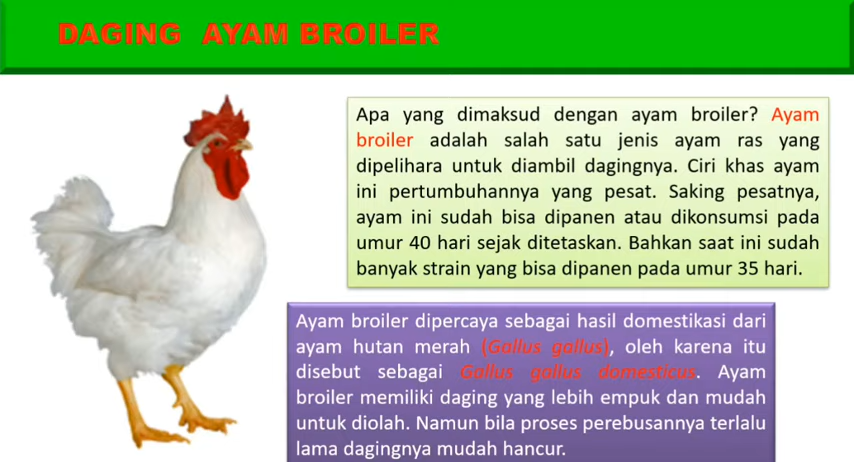 DAGING AYAM BROILER
Apa yang dimaksud dengan ayam broiler? Ayam
broiler adalah salah satu jenis ayam ras yang
dipelihara untuk diambil dagingnya. Ciri khas ayam
ini pertumbuhannya yang pesat. Saking pesatnya,
ayam ini sudah bisa dipanen atau dikonsumsi pada
umur 40 hari sejak ditetaskan. Bahkan saat ini sudah
banyak strain yang bisa dipanen pada umur 35 hari.
Ayam broiler dipercaya sebagai hasil domestikasi dari
ayam hutan merah (Gallus gallus), oleh karena itu
disebut sebagai Gallus gallus domesticus. Ayam
broiler memiliki daging yang lebih empuk dan mudah
untuk diolah. Namun bila proses perebusannya terlalu
lama dagingnya mudah hancur.